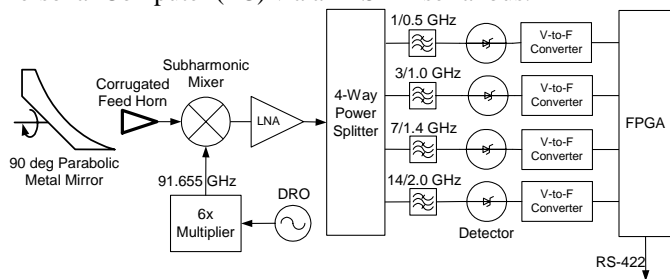 Computer
1/0.5 GHz
V-to-F
Converter
Subharmonic
Mixer
Corrugated
Feed Horn
LNA
4-Way
Power
Splitter
3/1.0 GHz
V-to-F
Converter
FPGA
90 deg Parabolic
Metal Mirror
7/1.4 GHz
V-to-F
Converter
91.655 GHz
DRO
6x
Multiplier
14/2.0 GHz
V-to-F
Converter
Detector
RS-422